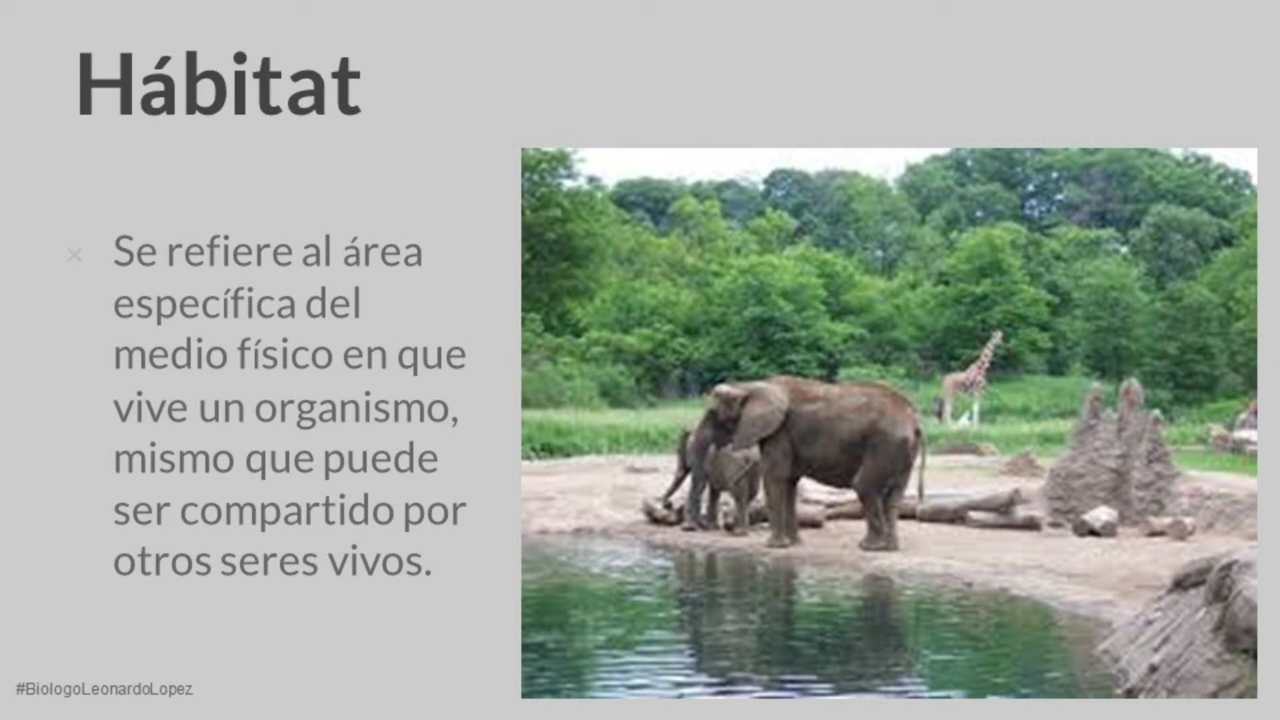 Hábitat
× Se refiere al área
específica del
medio físico en que
vive un organismo,
mismo que puede
ser compartido por
otros seres vivos.
#BiologoLeonardoLopez